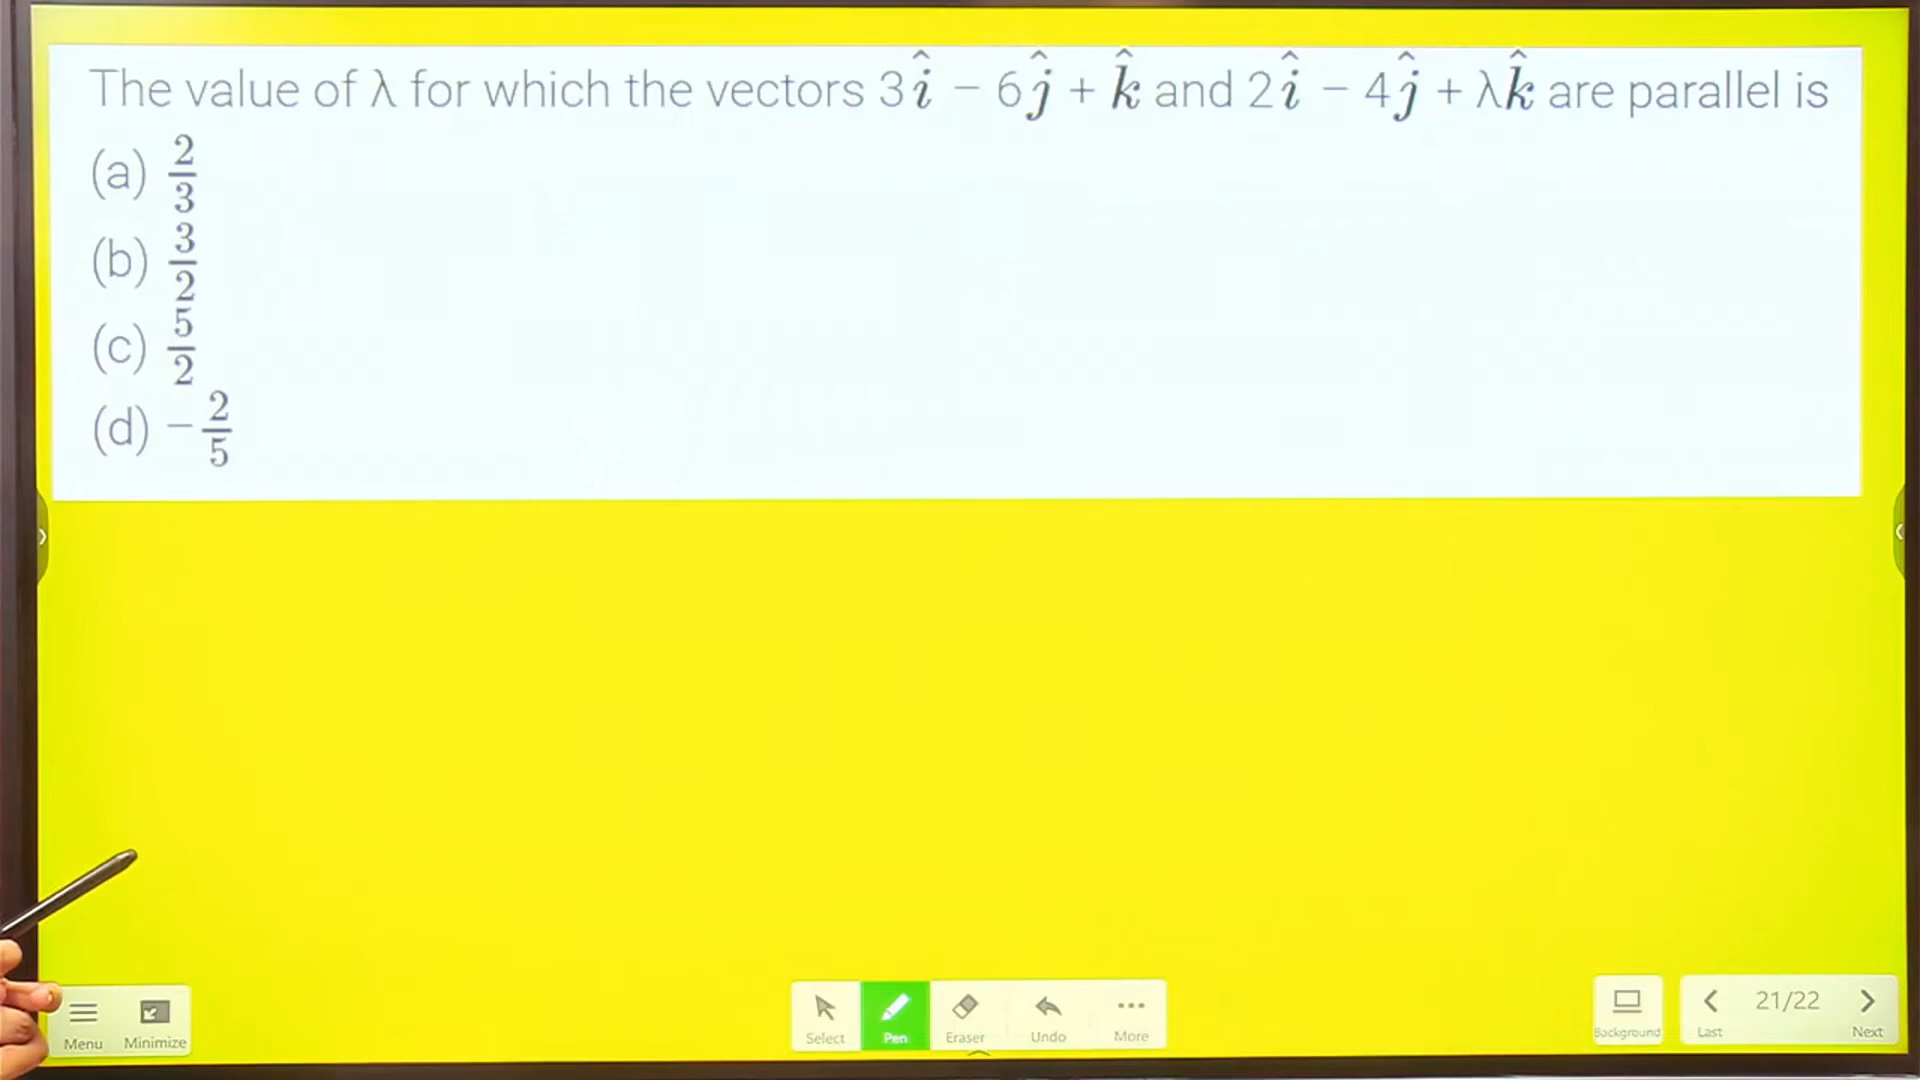 The value of λ for which the vectors 3î − 6ĵ + k̂ and 2î − 4ĵ + λk̂ are parallel is
(a) 2/3
(b) 3/2
(c) 5/2
(d) −2/5
Menu Minimize Select Pen Eraser Undo More Background Last 21/22 Next